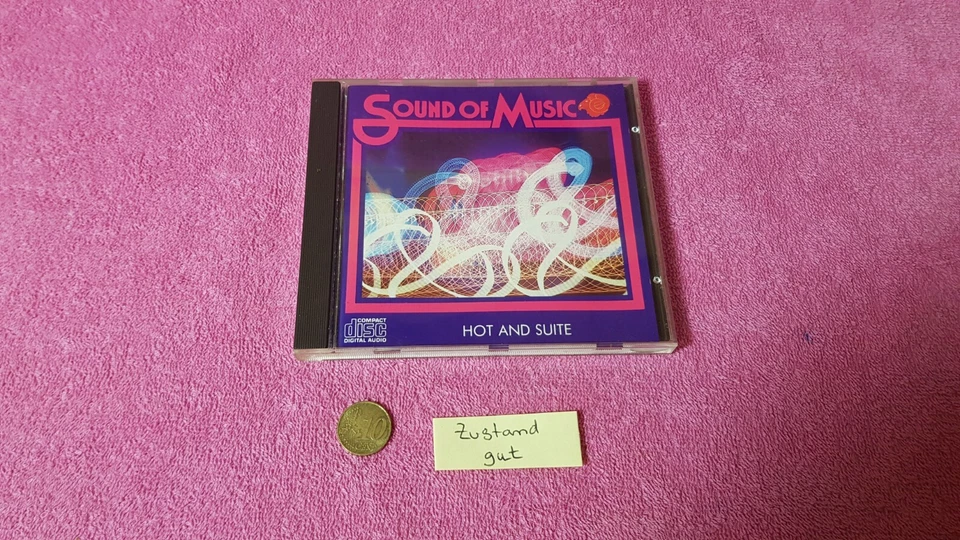 SOUND OF MUSIC
COMPACT
disc
DIGITAL AUDIO
HOT AND SUITE
10
Zustand
gut